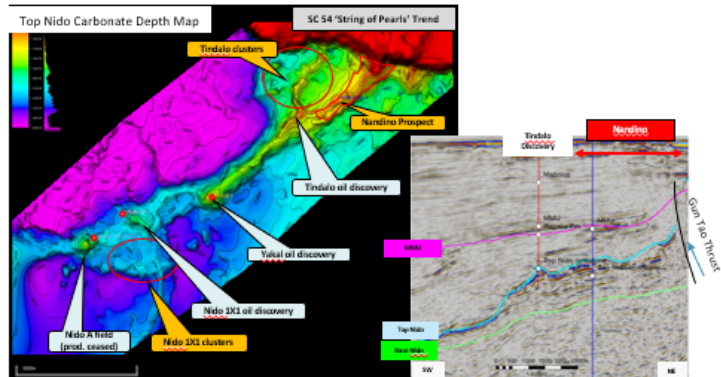 Top Nido Carbonate Depth Map
SC 54 'String of Pearls' Trend
Tindalo clusters
Nandino Prospect
Tindalo oil discovery
Yakal oil discovery
Nido 1X1 oil discovery
Nido A field
(prod. ceased)
Nido 1X1 clusters
Tindalo
Discovery
Nandino
Gun Tao Thrust
MMU
Top Nido
Base Nido
SW
NE